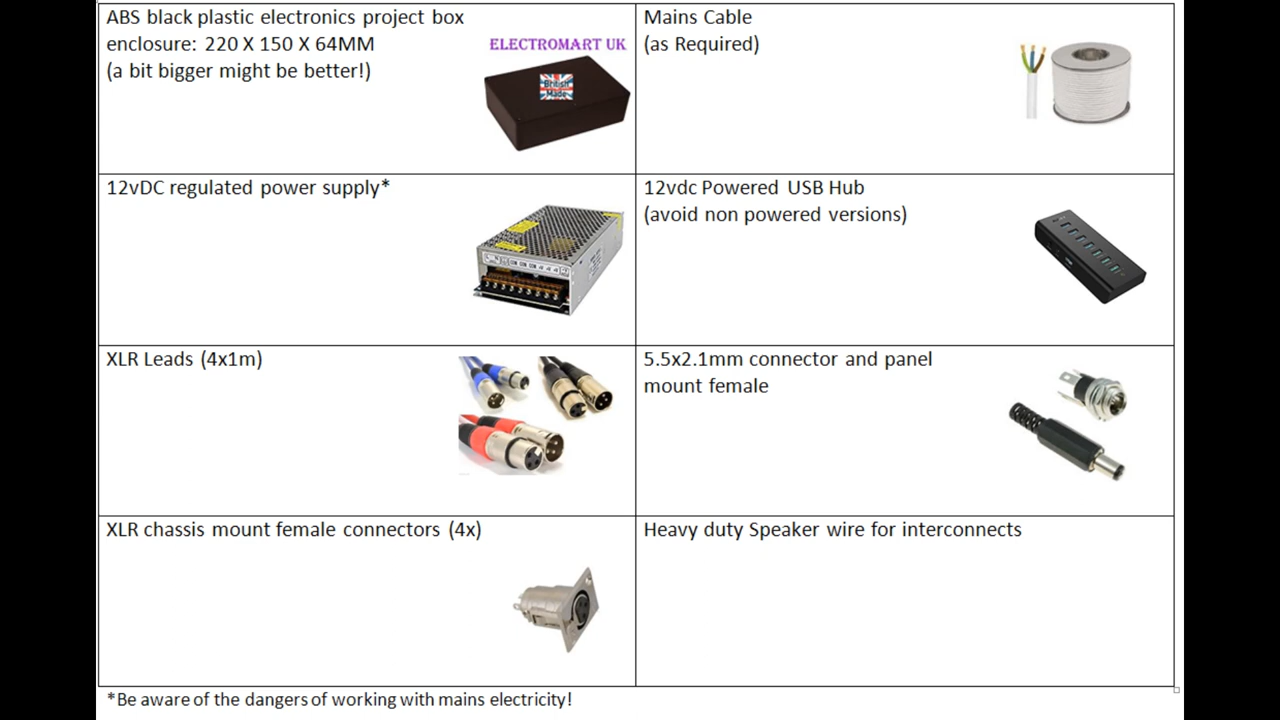 ABS black plastic electronics project box
enclosure: 220 X 150 X 64MM
(a bit bigger might be better!)
ELECTROMART UK
British
Made
Mains Cable
(as Required)
12vDC regulated power supply*
12vdc Powered USB Hub
(avoid non powered versions)
XLR Leads (4x1m)
5.5x2.1mm connector and panel
mount female
XLR chassis mount female connectors (4x)
Heavy duty Speaker wire for interconnects
*Be aware of the dangers of working with mains electricity!